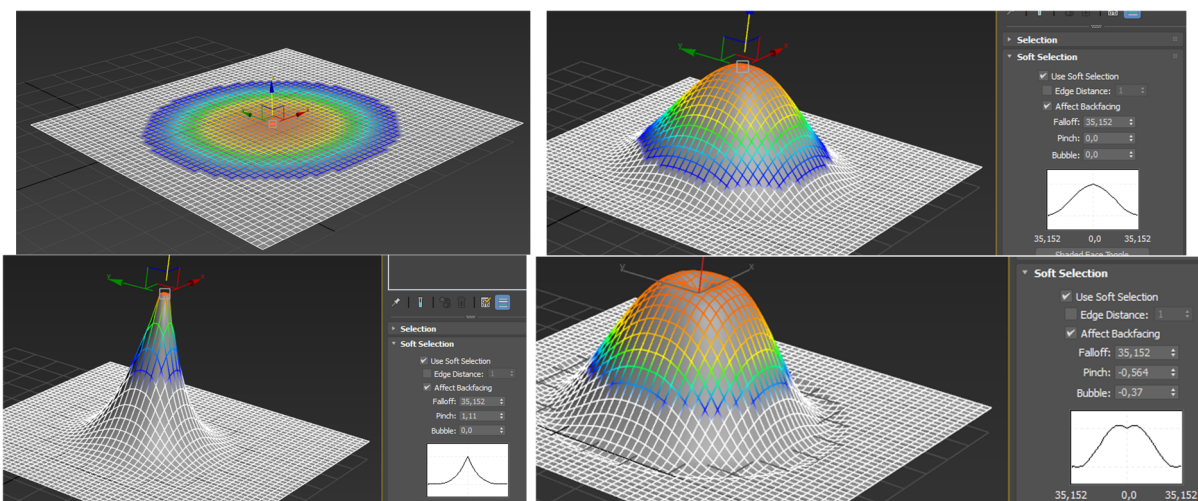 Selection
Soft Selection
Use Soft Selection
Edge Distance: 1
Affect Backfacing
Falloff: 35,152
Pinch: 0,0
Bubble: 0,0
35,152 0,0 35,152
Shaded Face Toggle
y x
Selection
Soft Selection
Use Soft Selection
Edge Distance: 1
Affect Backfacing
Falloff: 35,152
Pinch: 1,11
Bubble: 0,0
y x
Soft Selection
Use Soft Selection
Edge Distance: 1
Affect Backfacing
Falloff: 35,152
Pinch: -0,564
Bubble: -0,37
35,152 0,0 35,152